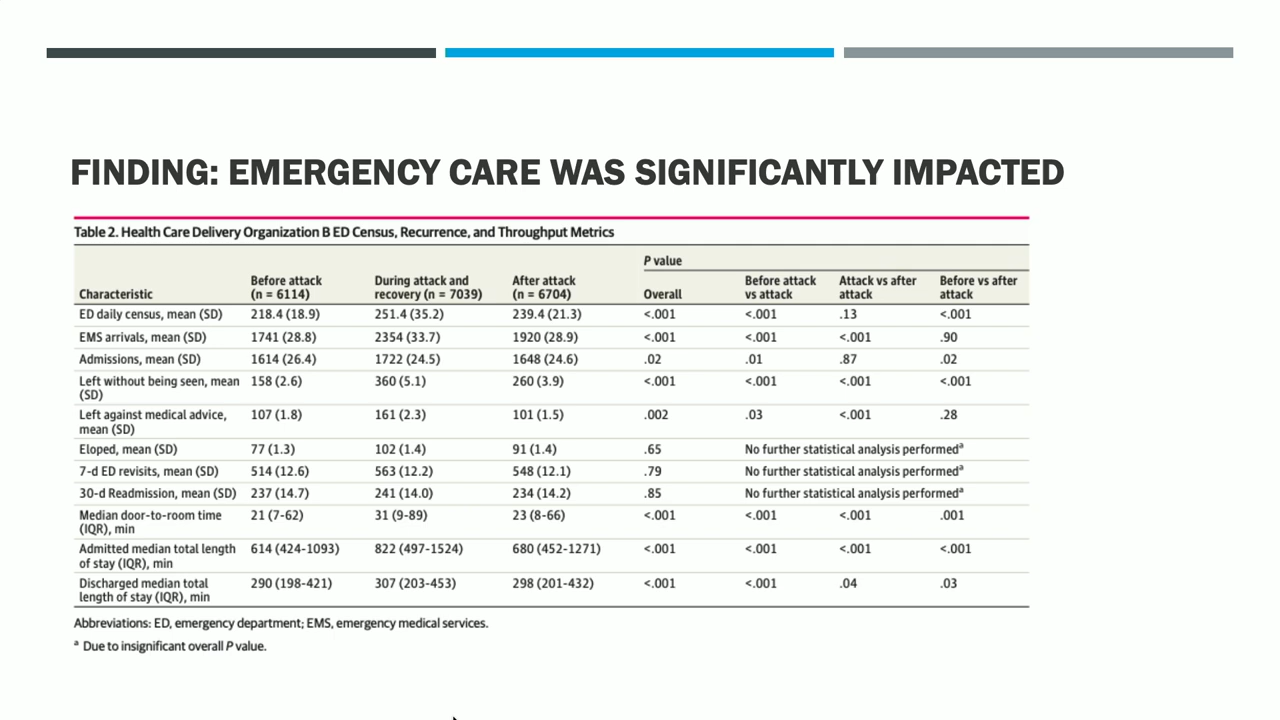 FINDING: EMERGENCY CARE WAS SIGNIFICANTLY IMPACTED
Table 2. Health Care Delivery Organization B ED Census, Recurrence, and Throughput Metrics
P value
Characteristic Before attack (n = 6114) During attack and recovery (n = 7039) After attack (n = 6704) Overall Before attack vs attack Attack vs after attack Before vs after attack
ED daily census, mean (SD) 218.4 (18.9) 251.4 (35.2) 239.4 (21.3) <.001 <.001 .13 <.001
EMS arrivals, mean (SD) 1741 (28.8) 2354 (33.7) 1920 (28.9) <.001 <.001 <.001 .90
Admissions, mean (SD) 1614 (26.4) 1722 (24.5) 1648 (24.6) .02 .01 .87 .02
Left without being seen, mean (SD) 158 (2.6) 360 (5.1) 260 (3.9) <.001 <.001 <.001 <.001
Left against medical advice, mean (SD) 107 (1.8) 161 (2.3) 101 (1.5) .002 .03 <.001 .28
Eloped, mean (SD) 77 (1.3) 102 (1.4) 91 (1.4) .65 No further statistical analysis performedᵃ
7-d ED revisits, mean (SD) 514 (12.6) 563 (12.2) 548 (12.1) .79 No further statistical analysis performedᵃ
30-d Readmission, mean (SD) 237 (14.7) 241 (14.0) 234 (14.2) .85 No further statistical analysis performedᵃ
Median door-to-room time (IQR), min 21 (7-62) 31 (9-89) 23 (8-66) <.001 <.001 <.001 .001
Admitted median total length of stay (IQR), min 614 (424-1093) 822 (497-1524) 680 (452-1271) <.001 <.001 <.001 <.001
Discharged median total length of stay (IQR), min 290 (198-421) 307 (203-453) 298 (201-432) <.001 <.001 .04 .03
Abbreviations: ED, emergency department; EMS, emergency medical services.
ᵃ Due to insignificant overall P value.